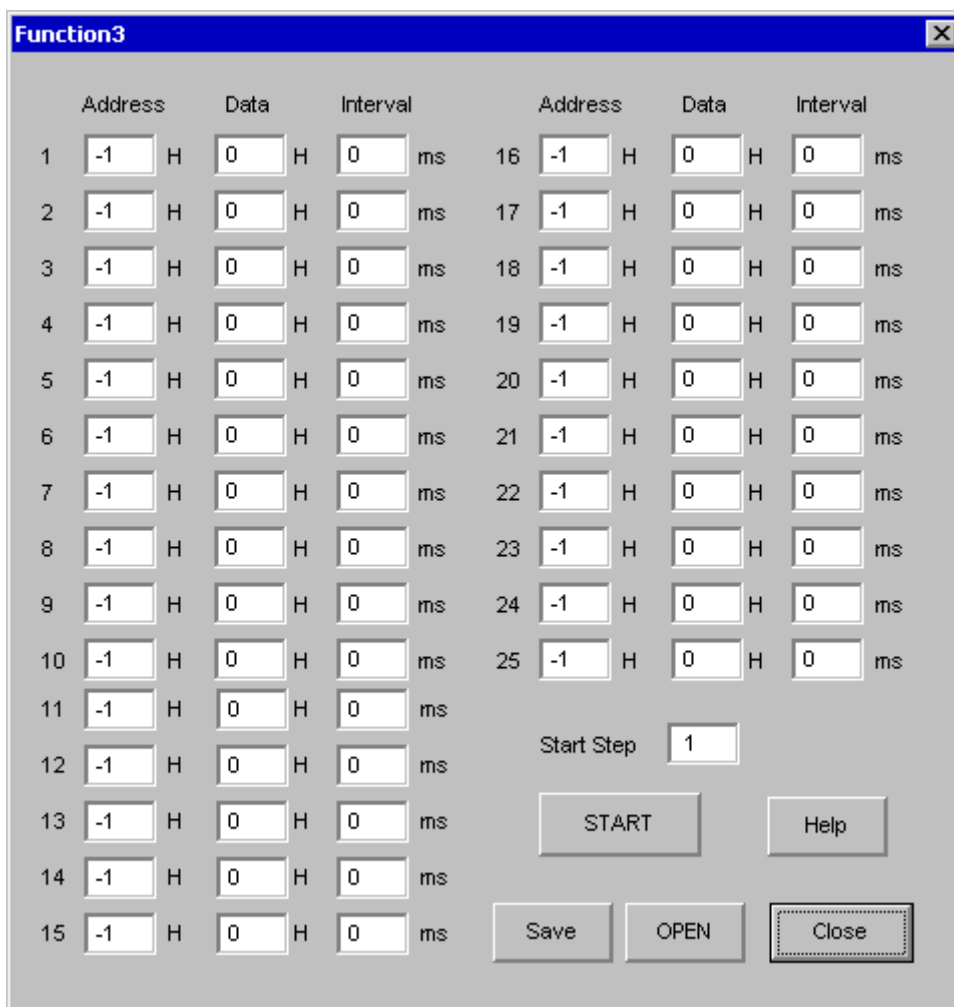 Function3
Address Data Interval Address Data Interval
1 -1 H 0 H 0 ms 16 -1 H 0 H 0 ms
2 -1 H 0 H 0 ms 17 -1 H 0 H 0 ms
3 -1 H 0 H 0 ms 18 -1 H 0 H 0 ms
4 -1 H 0 H 0 ms 19 -1 H 0 H 0 ms
5 -1 H 0 H 0 ms 20 -1 H 0 H 0 ms
6 -1 H 0 H 0 ms 21 -1 H 0 H 0 ms
7 -1 H 0 H 0 ms 22 -1 H 0 H 0 ms
8 -1 H 0 H 0 ms 23 -1 H 0 H 0 ms
9 -1 H 0 H 0 ms 24 -1 H 0 H 0 ms
10 -1 H 0 H 0 ms 25 -1 H 0 H 0 ms
11 -1 H 0 H 0 ms
Start Step 1
12 -1 H 0 H 0 ms
13 -1 H 0 H 0 ms START Help
14 -1 H 0 H 0 ms
15 -1 H 0 H 0 ms Save OPEN Close